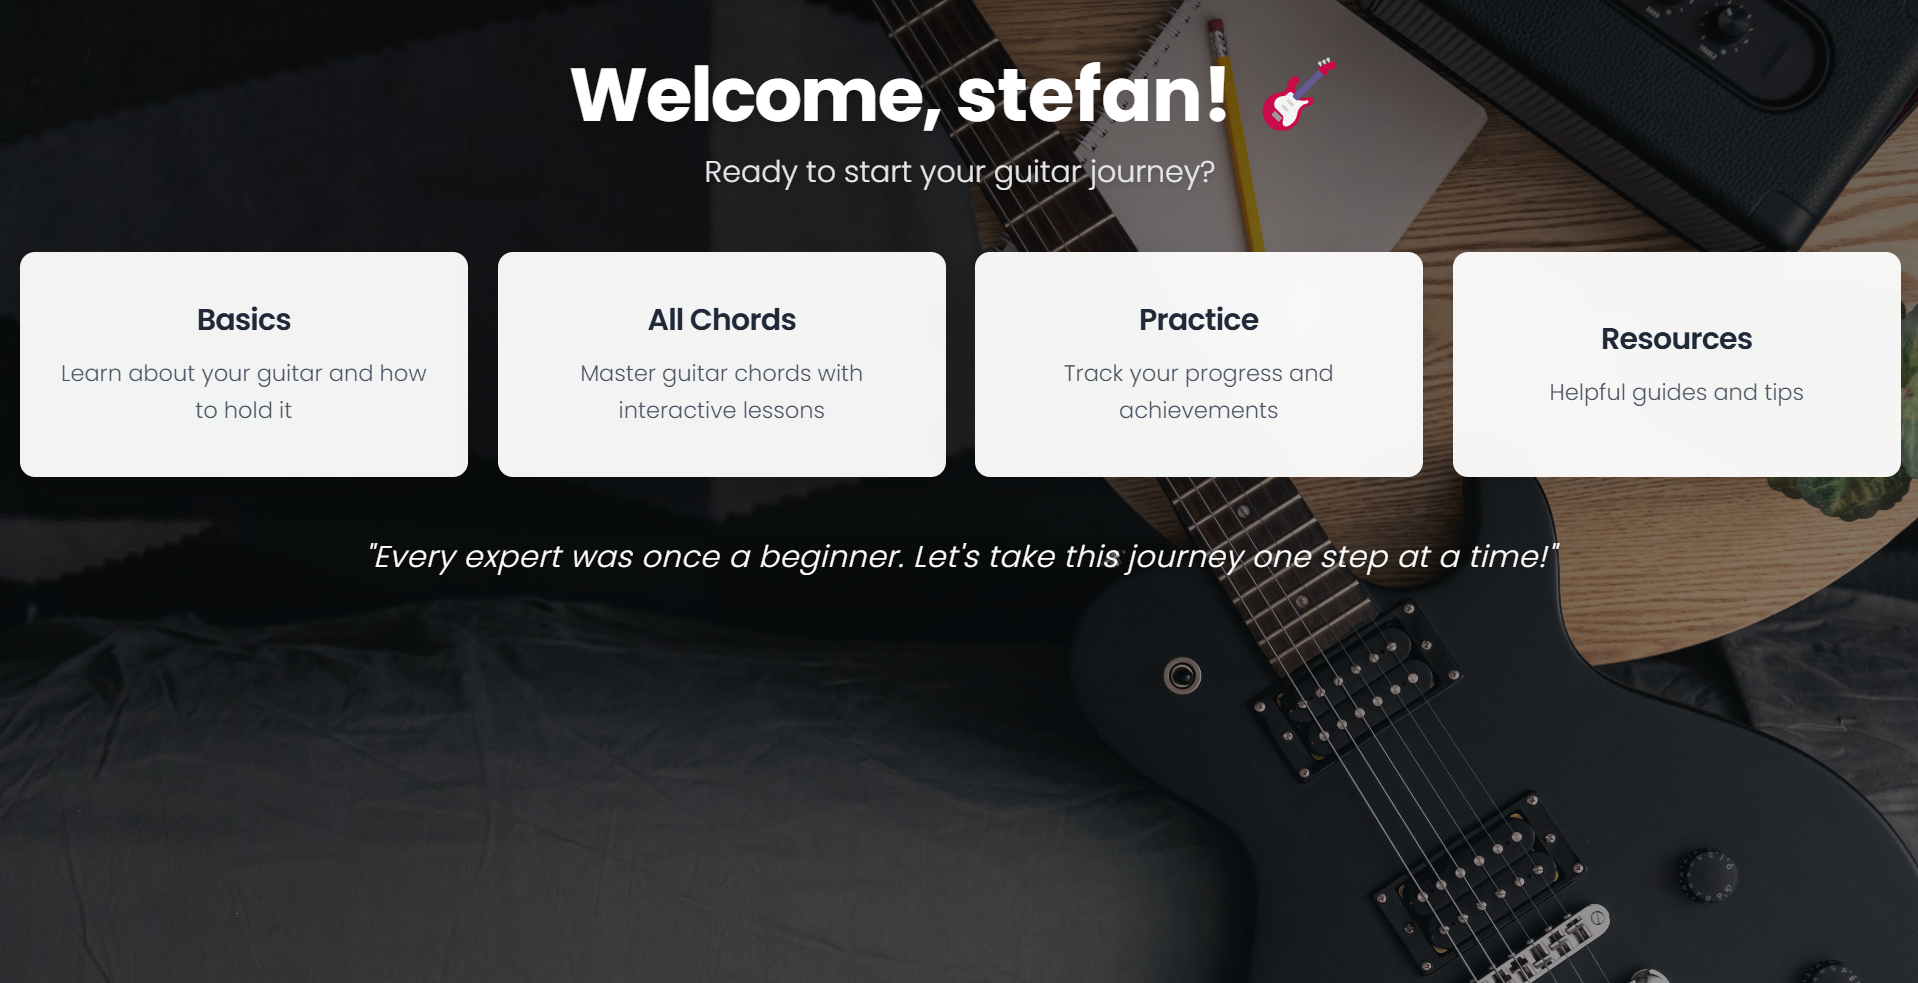 Welcome, stefan!
Ready to start your guitar journey?
Basics
Learn about your guitar and how
to hold it
All Chords
Master guitar chords with
interactive lessons
Practice
Track your progress and
achievements
Resources
Helpful guides and tips
"Every expert was once a beginner. Let's take this journey one step at a time!"